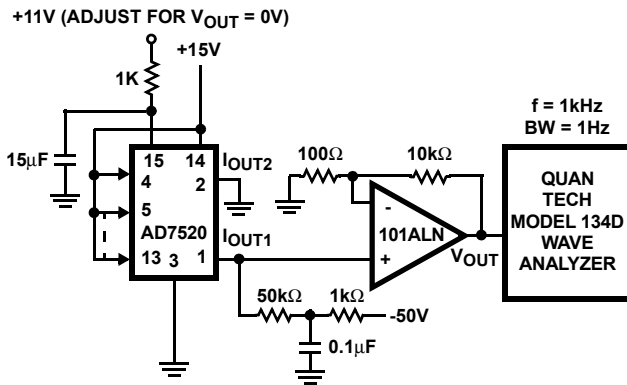 +11V (ADJUST FOR VOUT = 0V)
+15V
1K
f = 1kHz
BW = 1Hz
15µF
15
14
IOUT2
100Ω
10kΩ
4
2
5
AD7520
IOUT1
13
3
1
-
101ALN
+
VOUT
QUAN
TECH
MODEL 134D
WAVE
ANALYZER
50kΩ
1kΩ
-50V
0.1µF